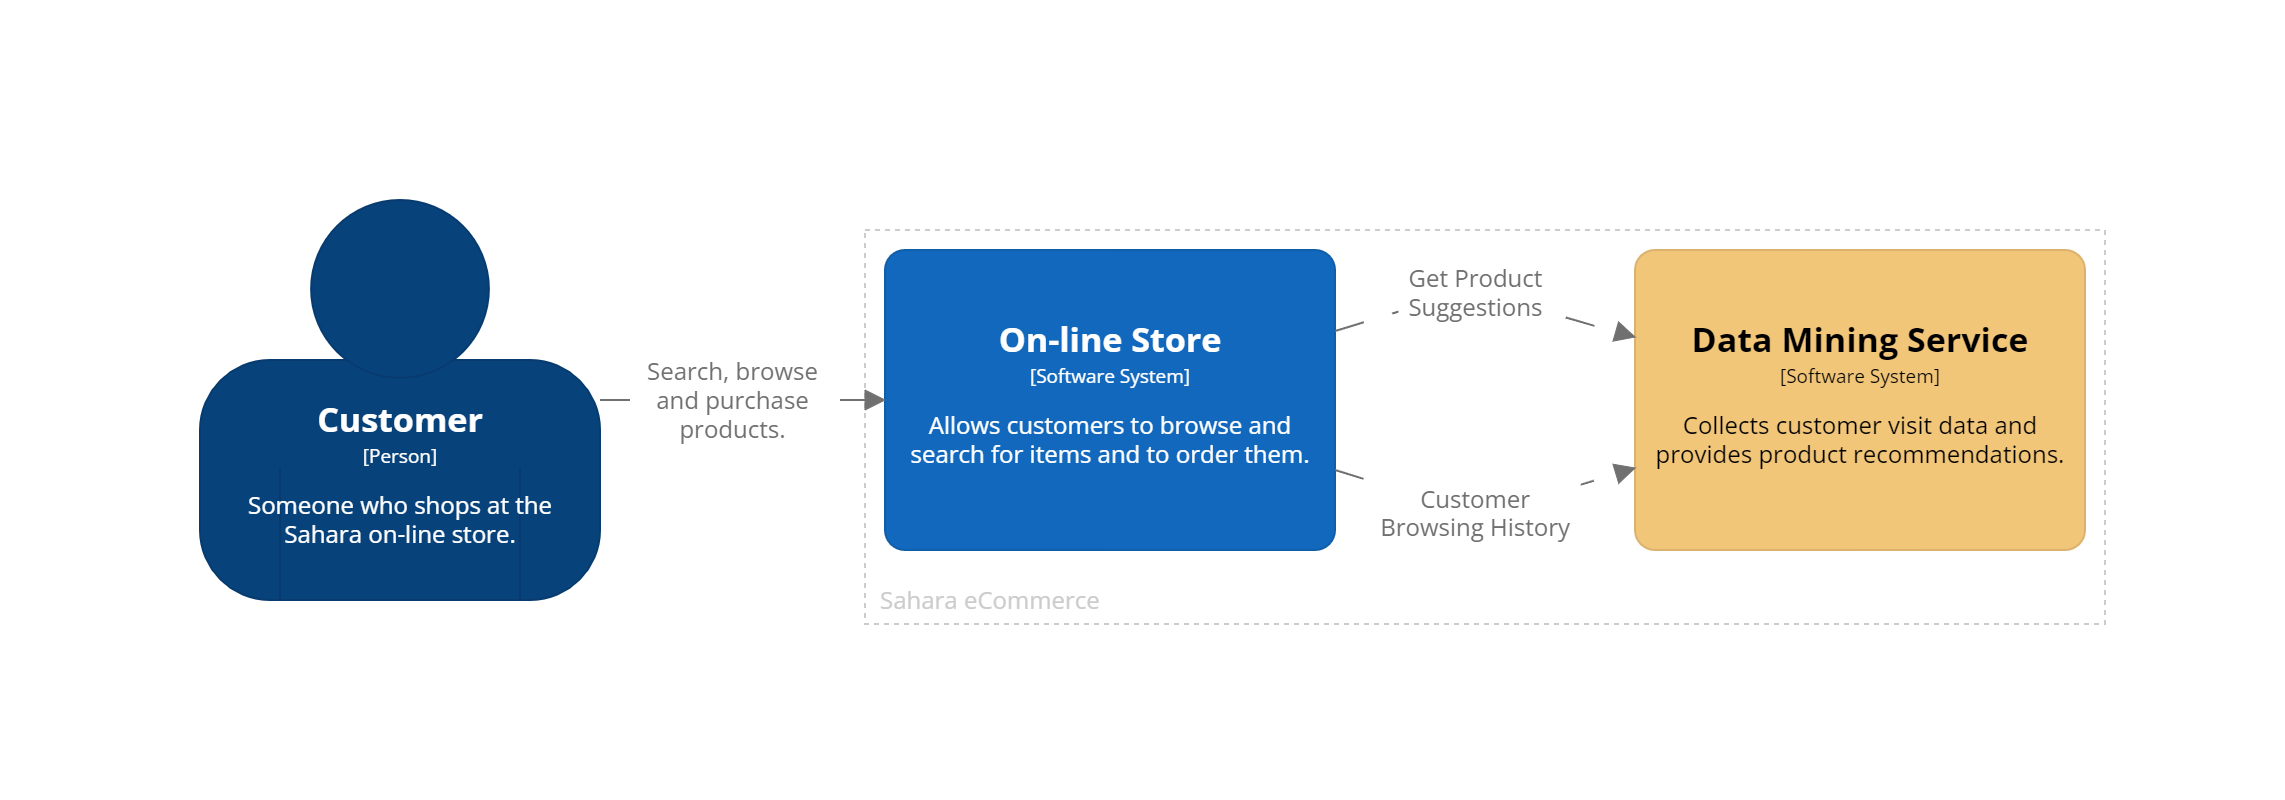 Customer
[Person]
Someone who shops at the
Sahara on-line store.
Search, browse
and purchase
products.
On-line Store
[Software System]
Allows customers to browse and
search for items and to order them.
Get Product
Suggestions
Customer
Browsing History
Data Mining Service
[Software System]
Collects customer visit data and
provides product recommendations.
Sahara eCommerce